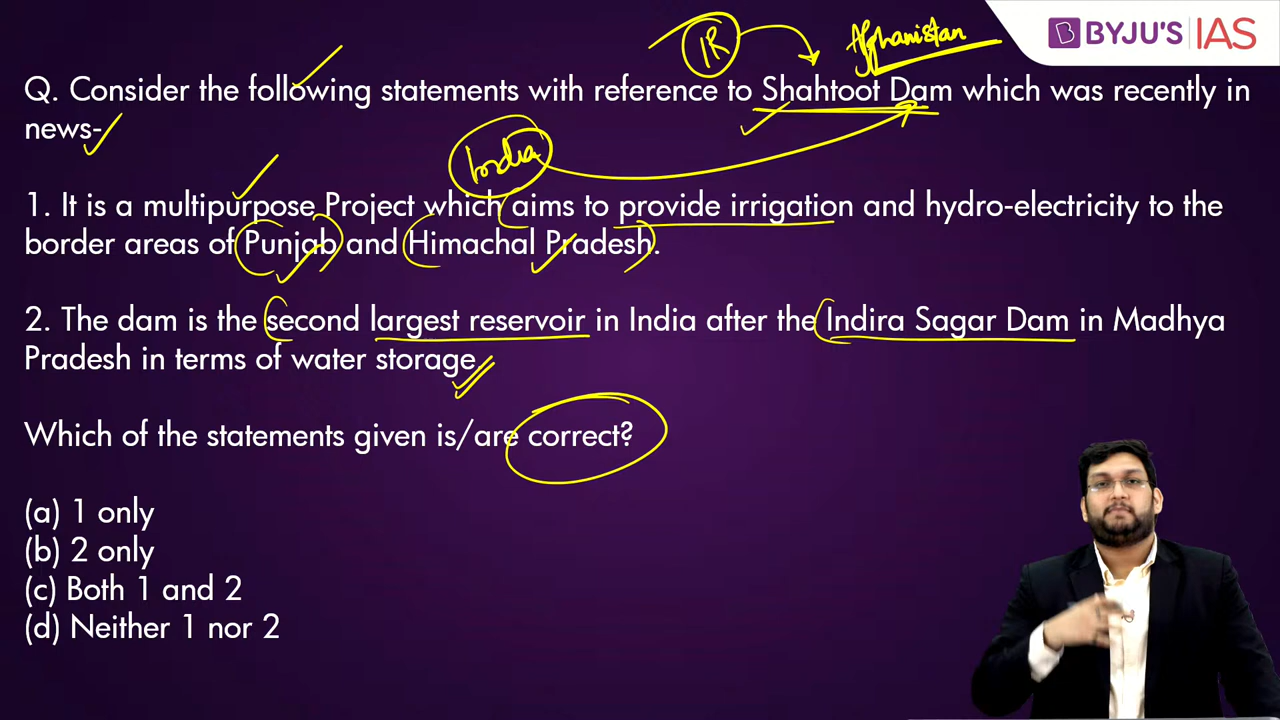 BYJU'S IAS
IR
Afghanistan
Q. Consider the following statements with reference to Shahtoot Dam which was recently in
news-
India
1. It is a multipurpose Project which aims to provide irrigation and hydro-electricity to the
border areas of Punjab and Himachal Pradesh.
2. The dam is the second largest reservoir in India after the Indira Sagar Dam in Madhya
Pradesh in terms of water storage
Which of the statements given is/are correct?
(a) 1 only
(b) 2 only
(c) Both 1 and 2
(d) Neither 1 nor 2